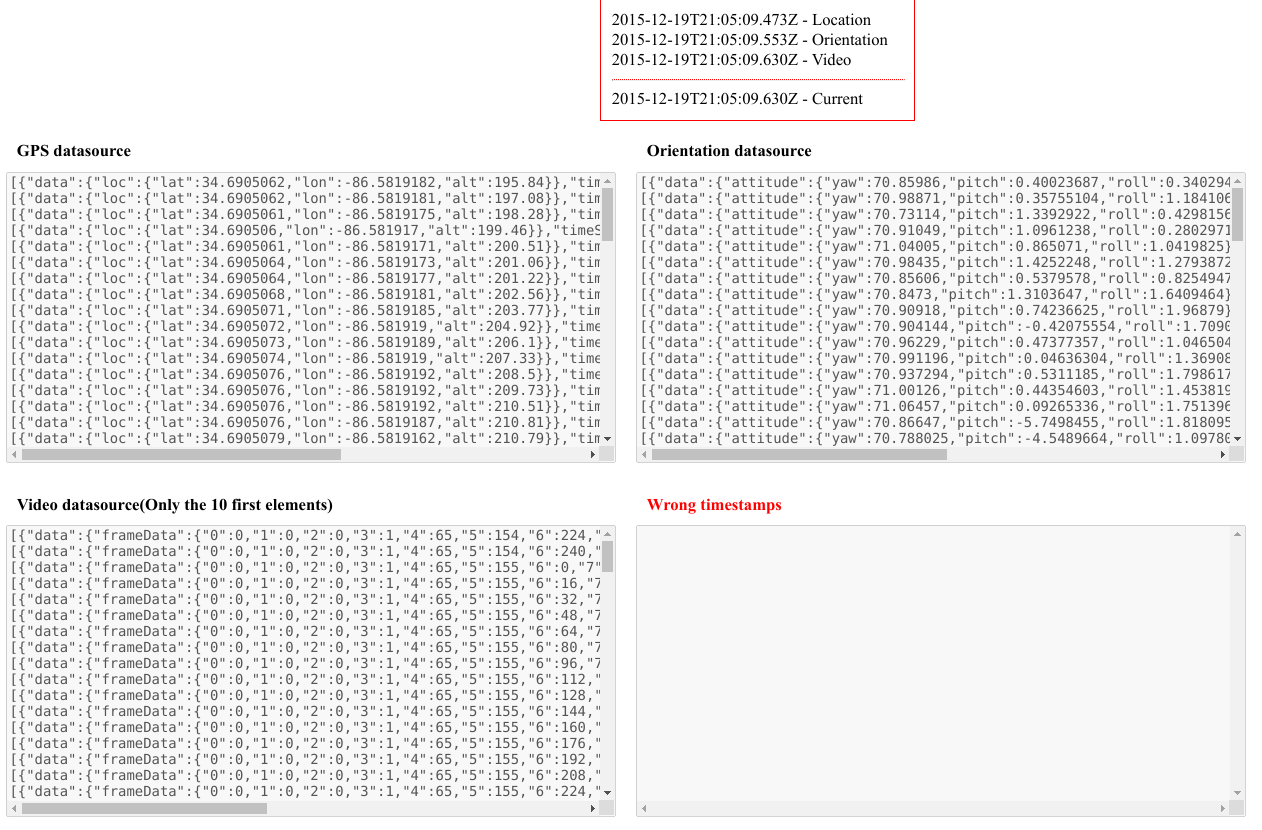 2015-12-19T21:05:09.473Z - Location
2015-12-19T21:05:09.553Z - Orientation
2015-12-19T21:05:09.630Z - Video
2015-12-19T21:05:09.630Z - Current
GPS datasource
[{"data":{"loc":{"lat":34.6905062,"lon":-86.5819182,"alt":195.84}},"tim
[{"data":{"loc":{"lat":34.6905062,"lon":-86.5819181,"alt":197.08}},"tim
[{"data":{"loc":{"lat":34.6905061,"lon":-86.5819175,"alt":198.28}},"tim
[{"data":{"loc":{"lat":34.690506,"lon":-86.581917,"alt":199.46}},"timeS
[{"data":{"loc":{"lat":34.6905061,"lon":-86.5819171,"alt":200.51}},"tim
[{"data":{"loc":{"lat":34.6905064,"lon":-86.5819173,"alt":201.06}},"tim
[{"data":{"loc":{"lat":34.6905064,"lon":-86.5819177,"alt":201.22}},"tim
[{"data":{"loc":{"lat":34.6905068,"lon":-86.5819181,"alt":202.56}},"tim
[{"data":{"loc":{"lat":34.6905071,"lon":-86.5819185,"alt":203.77}},"tim
[{"data":{"loc":{"lat":34.6905072,"lon":-86.581919,"alt":204.92}},"time
[{"data":{"loc":{"lat":34.6905073,"lon":-86.5819189,"alt":206.1}},"time
[{"data":{"loc":{"lat":34.6905074,"lon":-86.581919,"alt":207.33}},"time
[{"data":{"loc":{"lat":34.6905076,"lon":-86.5819192,"alt":208.5}},"time
[{"data":{"loc":{"lat":34.6905076,"lon":-86.5819192,"alt":209.73}},"tim
[{"data":{"loc":{"lat":34.6905076,"lon":-86.5819192,"alt":210.51}},"tim
[{"data":{"loc":{"lat":34.6905076,"lon":-86.5819187,"alt":210.81}},"tim
[{"data":{"loc":{"lat":34.6905079,"lon":-86.5819162,"alt":210.79}},"tim
Orientation datasource
[{"data":{"attitude":{"yaw":70.85986,"pitch":0.40023687,"roll":0.340294
[{"data":{"attitude":{"yaw":70.98871,"pitch":0.35755104,"roll":1.184106
[{"data":{"attitude":{"yaw":70.73114,"pitch":1.3392922,"roll":0.4298156
[{"data":{"attitude":{"yaw":70.91049,"pitch":1.0961238,"roll":0.2802971
[{"data":{"attitude":{"yaw":71.04005,"pitch":0.865071,"roll":1.0419825}
[{"data":{"attitude":{"yaw":70.98435,"pitch":1.4252248,"roll":1.2793872
[{"data":{"attitude":{"yaw":70.85606,"pitch":0.5379578,"roll":0.8254947
[{"data":{"attitude":{"yaw":70.8473,"pitch":1.3103647,"roll":1.6409464}
[{"data":{"attitude":{"yaw":70.90918,"pitch":0.74236625,"roll":1.96879}
[{"data":{"attitude":{"yaw":70.904144,"pitch":-0.42075554,"roll":1.7090
[{"data":{"attitude":{"yaw":70.96229,"pitch":0.47377357,"roll":1.046504
[{"data":{"attitude":{"yaw":70.991196,"pitch":0.04636304,"roll":1.36908
[{"data":{"attitude":{"yaw":70.937294,"pitch":0.5311185,"roll":1.798617
[{"data":{"attitude":{"yaw":71.00126,"pitch":0.44354603,"roll":1.453819
[{"data":{"attitude":{"yaw":71.06457,"pitch":0.09265336,"roll":1.751396
[{"data":{"attitude":{"yaw":70.86647,"pitch":-5.7498455,"roll":1.818095
[{"data":{"attitude":{"yaw":70.788025,"pitch":-4.5489664,"roll":1.09780
Video datasource(Only the 10 first elements)
[{"data":{"frameData":{"0":0,"1":0,"2":0,"3":1,"4":65,"5":154,"6":224,"
[{"data":{"frameData":{"0":0,"1":0,"2":0,"3":1,"4":65,"5":154,"6":240,"
[{"data":{"frameData":{"0":0,"1":0,"2":0,"3":1,"4":65,"5":155,"6":0,"7"
[{"data":{"frameData":{"0":0,"1":0,"2":0,"3":1,"4":65,"5":155,"6":16,"7
[{"data":{"frameData":{"0":0,"1":0,"2":0,"3":1,"4":65,"5":155,"6":32,"7
[{"data":{"frameData":{"0":0,"1":0,"2":0,"3":1,"4":65,"5":155,"6":48,"7
[{"data":{"frameData":{"0":0,"1":0,"2":0,"3":1,"4":65,"5":155,"6":64,"7
[{"data":{"frameData":{"0":0,"1":0,"2":0,"3":1,"4":65,"5":155,"6":80,"7
[{"data":{"frameData":{"0":0,"1":0,"2":0,"3":1,"4":65,"5":155,"6":96,"7
[{"data":{"frameData":{"0":0,"1":0,"2":0,"3":1,"4":65,"5":155,"6":112,"
[{"data":{"frameData":{"0":0,"1":0,"2":0,"3":1,"4":65,"5":155,"6":128,"
[{"data":{"frameData":{"0":0,"1":0,"2":0,"3":1,"4":65,"5":155,"6":144,"
[{"data":{"frameData":{"0":0,"1":0,"2":0,"3":1,"4":65,"5":155,"6":160,"
[{"data":{"frameData":{"0":0,"1":0,"2":0,"3":1,"4":65,"5":155,"6":176,"
[{"data":{"frameData":{"0":0,"1":0,"2":0,"3":1,"4":65,"5":155,"6":192,"
[{"data":{"frameData":{"0":0,"1":0,"2":0,"3":1,"4":65,"5":155,"6":208,"
[{"data":{"frameData":{"0":0,"1":0,"2":0,"3":1,"4":65,"5":155,"6":224,"
Wrong timestamps